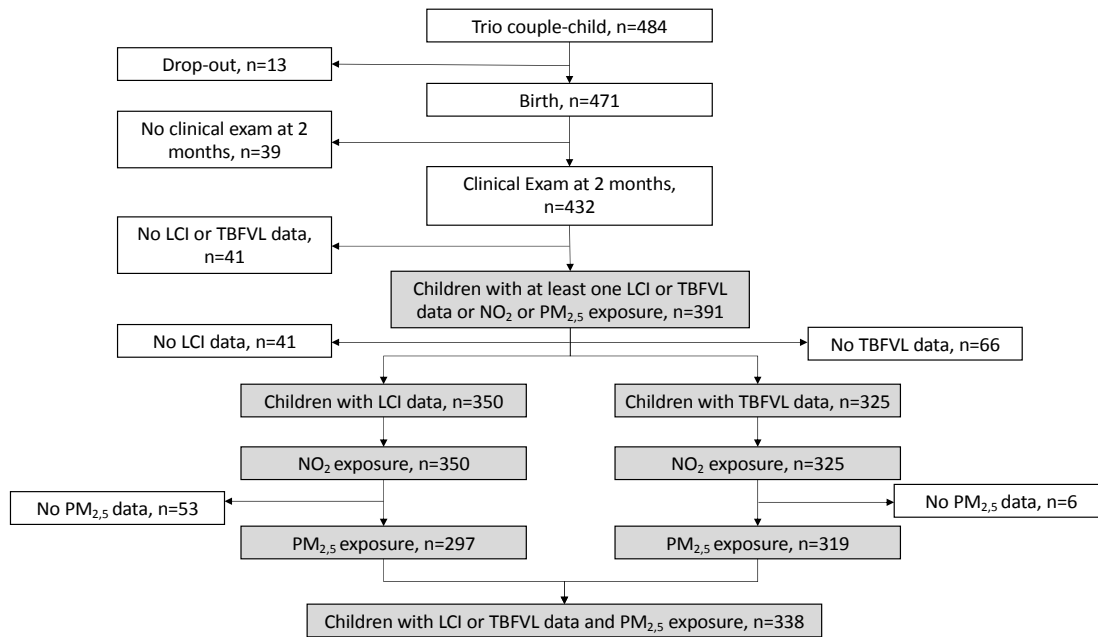 Trio couple-child, n=484
Drop-out, n=13
Birth, n=471
No clinical exam at 2
months, n=39
Clinical Exam at 2 months,
n=432
No LCI or TBFVL data,
n=41
Children with at least one LCI or TBFVL
data or NO₂ or PM₂,₅ exposure, n=391
No LCI data, n=41
No TBFVL data, n=66
Children with LCI data, n=350
Children with TBFVL data, n=325
NO₂ exposure, n=350
NO₂ exposure, n=325
No PM₂,₅ data, n=53
No PM₂,₅ data, n=6
PM₂,₅ exposure, n=297
PM₂,₅ exposure, n=319
Children with LCI or TBFVL data and PM₂,₅ exposure, n=338